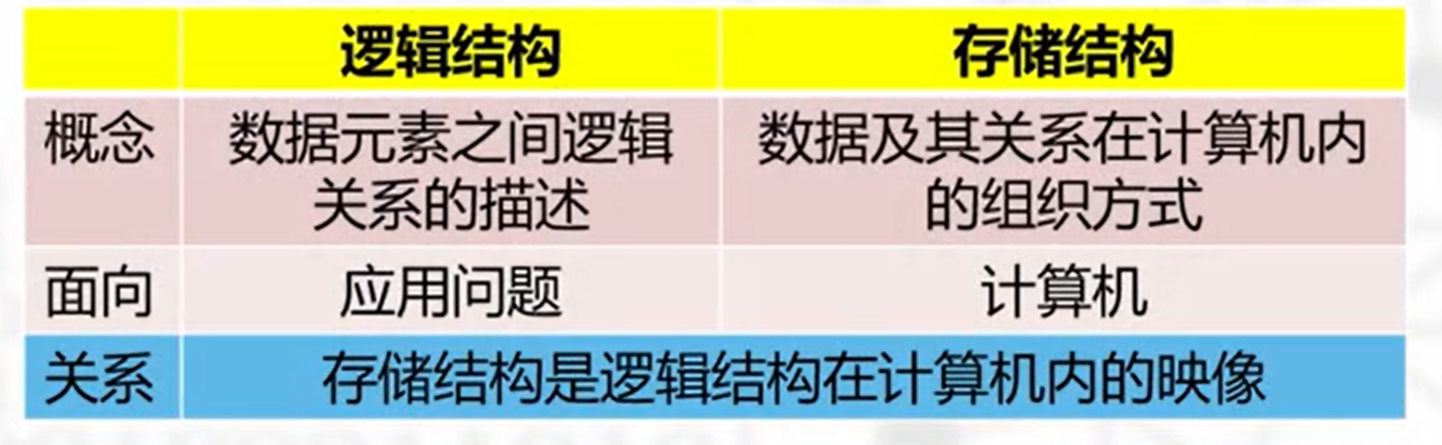 逻辑结构 存储结构
概念 数据元素之间逻辑 数据及其关系在计算机内
关系的描述 的组织方式
面向 应用问题 计算机
关系 存储结构是逻辑结构在计算机内的映像